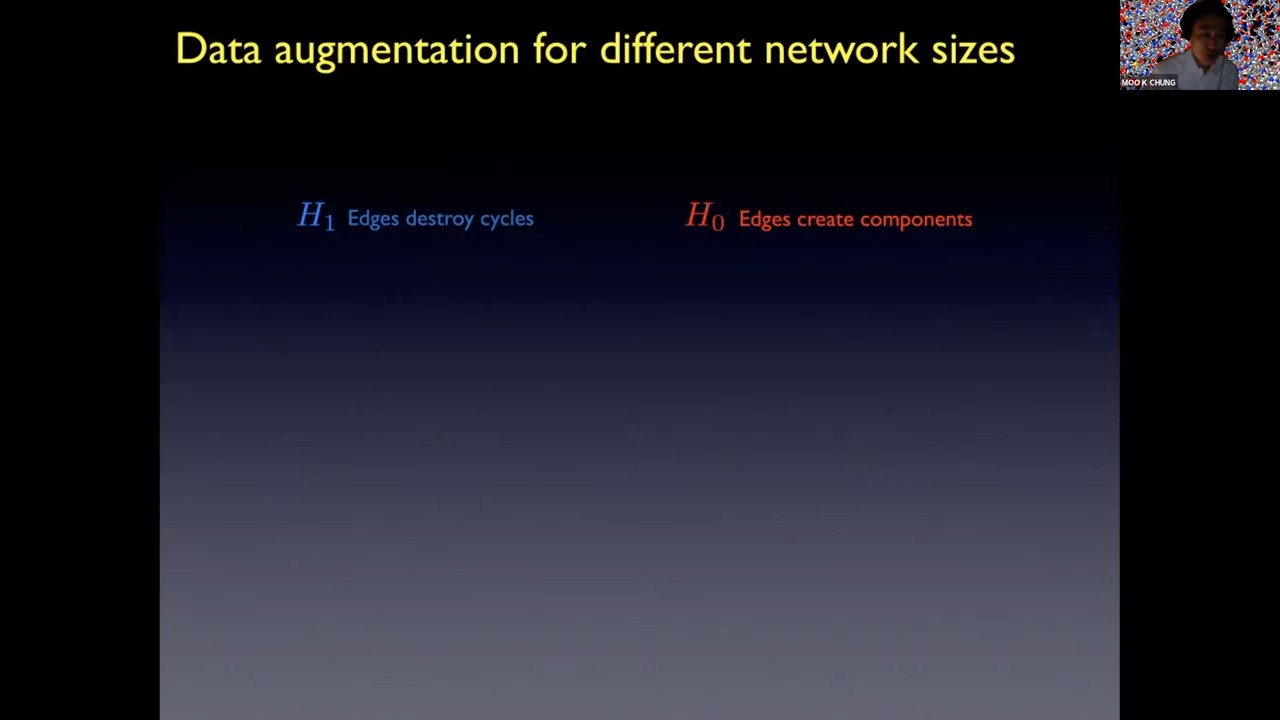 Data augmentation for different network sizes
MOO K CHUNG
H₁ Edges destroy cycles
H₀ Edges create components